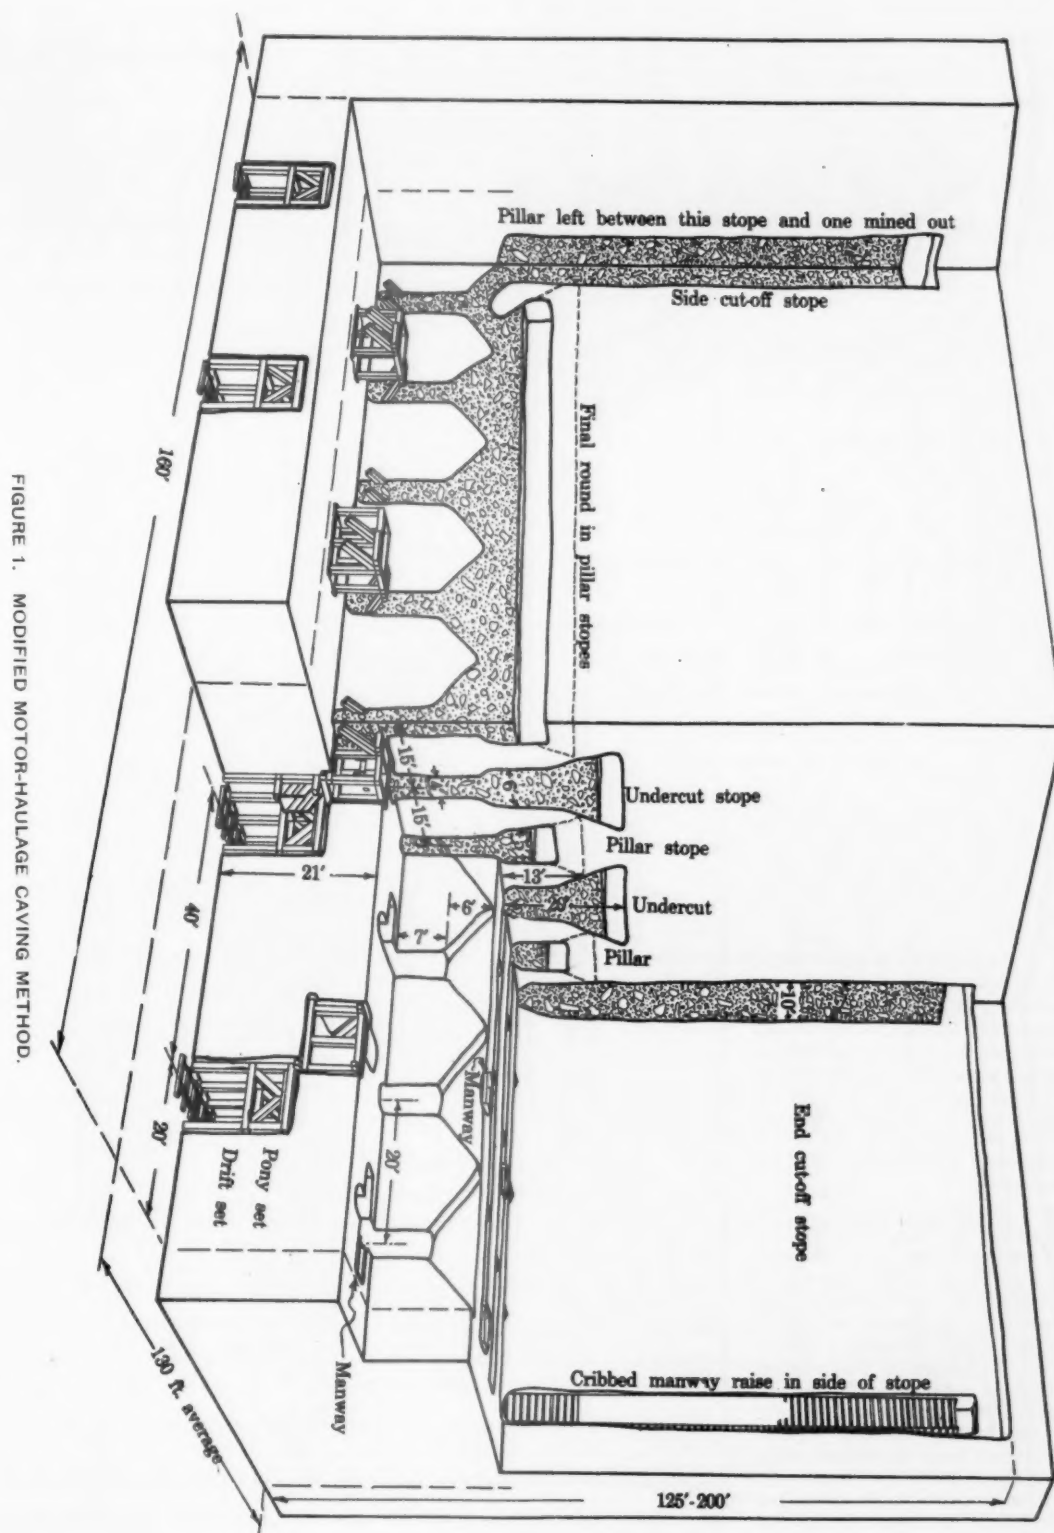 Pillar left between this stope and one mined out
Side cut-off stope
Final round in pillar stopes
Undercut stope
Pillar stope
Undercut
Pillar
End cut-off stope
Cribbed manway raise in side of stope
15'
15'
6'
13'
21'
6'
7'
10'
Manway
20'
40'
20'
Pony set
Drift set
Manway
160'
130 ft. average
125'-200'
FIGURE 1. MODIFIED MOTOR-HAULAGE CAVING METHOD.